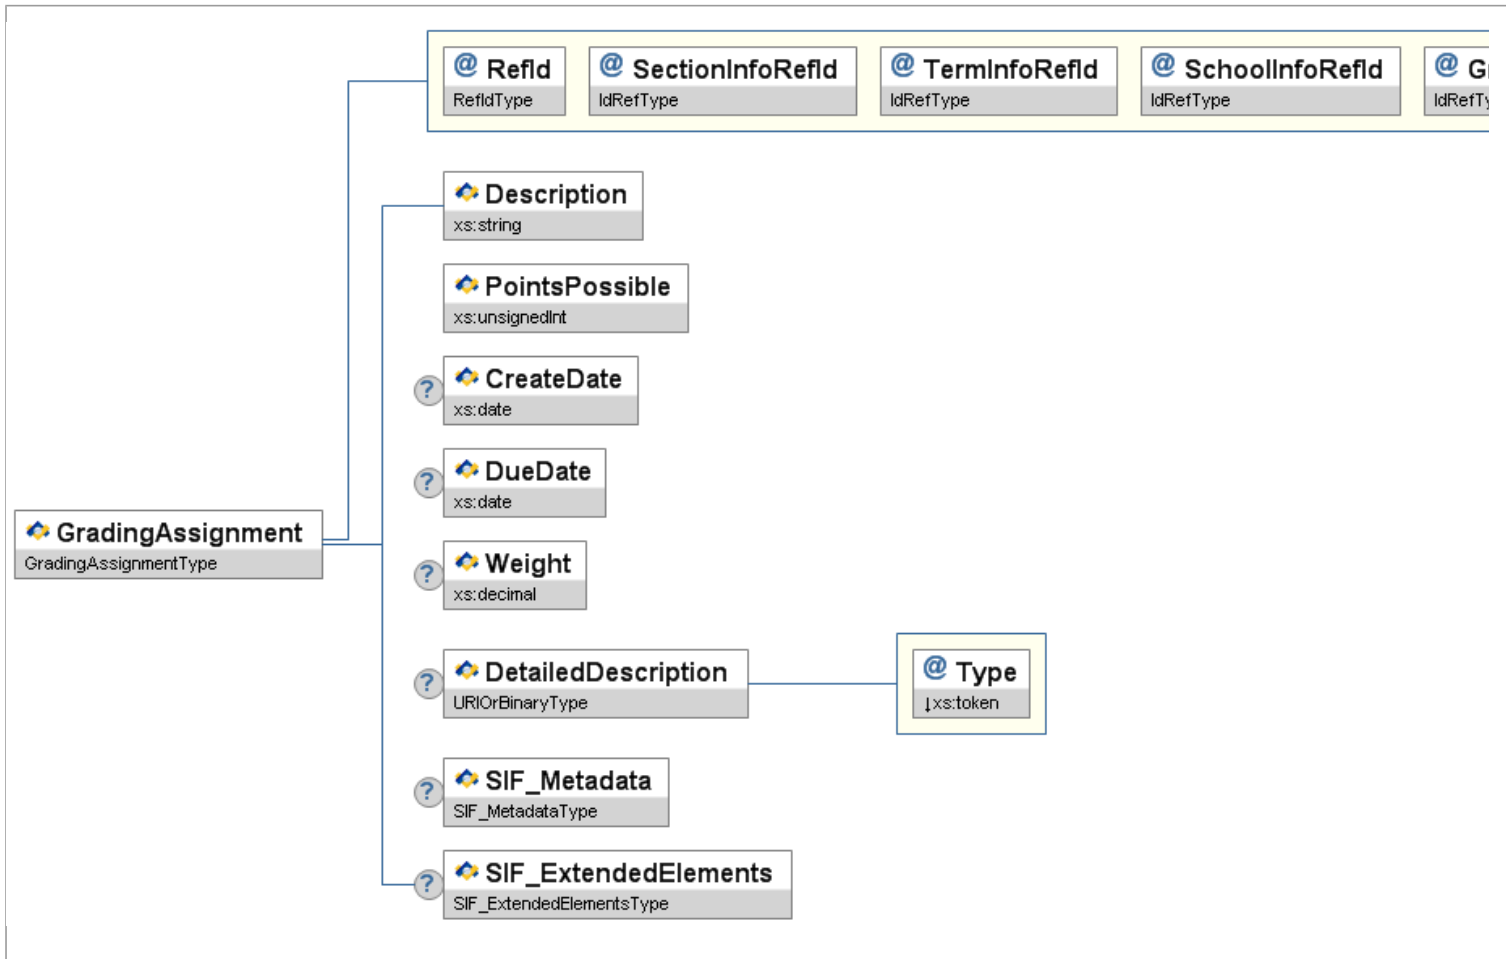 @ RefId @ SectionInfoRefId @ TermInfoRefId @ SchoolInfoRefId @
RefIdType IdRefType IdRefType IdRefType
Description
xs:string
PointsPossible
xs:unsignedInt
? CreateDate
xs:date
? DueDate
xs:date
GradingAssignment
GradingAssignmentType
? Weight
xs:decimal
? DetailedDescription @ Type
URIOrBinaryType ↓xs:token
? SIF_Metadata
SIF_MetadataType
? SIF_ExtendedElements
SIF_ExtendedElementsType